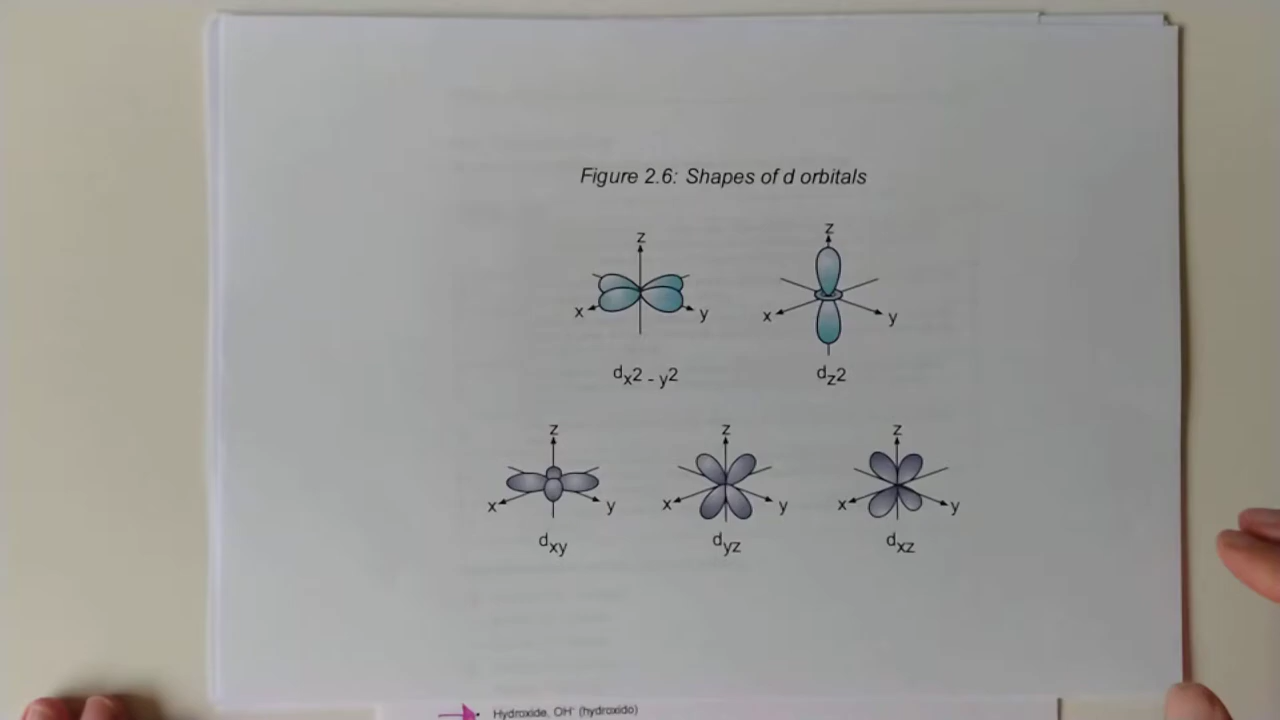 Figure 2.6: Shapes of d orbitals
z z
x y x y
dx2 - y2 dz2
z z z
x y x y x y
dxy dyz dxz
Hydroxide, OH- (hydroxido)